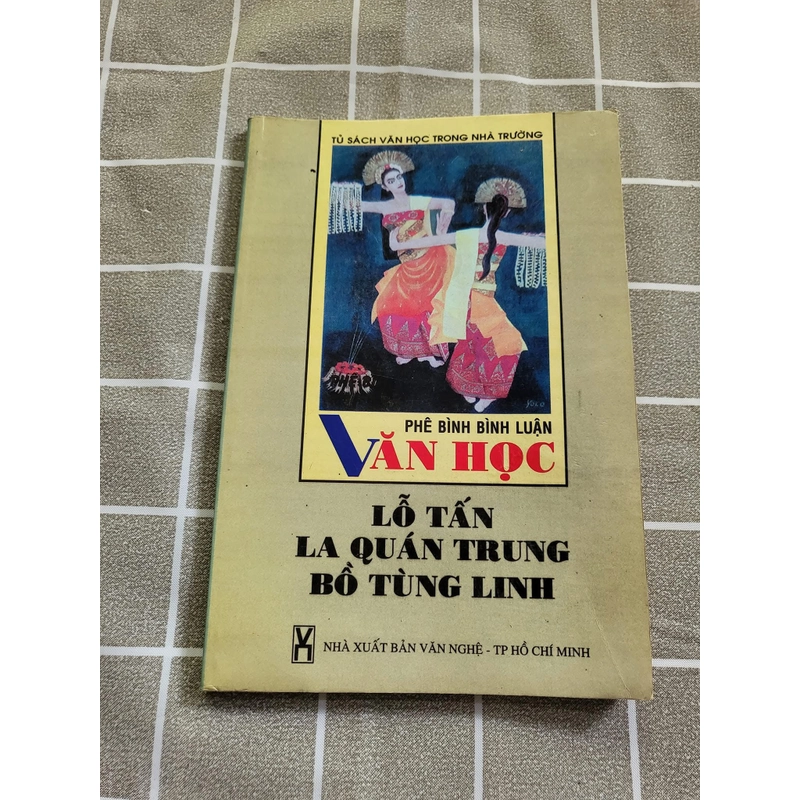 TỦ SÁCH VĂN HỌC TRONG NHÀ TRƯỜNG
PHÊ BÌNH BÌNH LUẬN
VĂN HỌC
LỖ TẤN
LA QUÁN TRUNG
BỒ TÙNG LINH
NHÀ XUẤT BẢN VĂN NGHỆ - TP HỒ CHÍ MINH